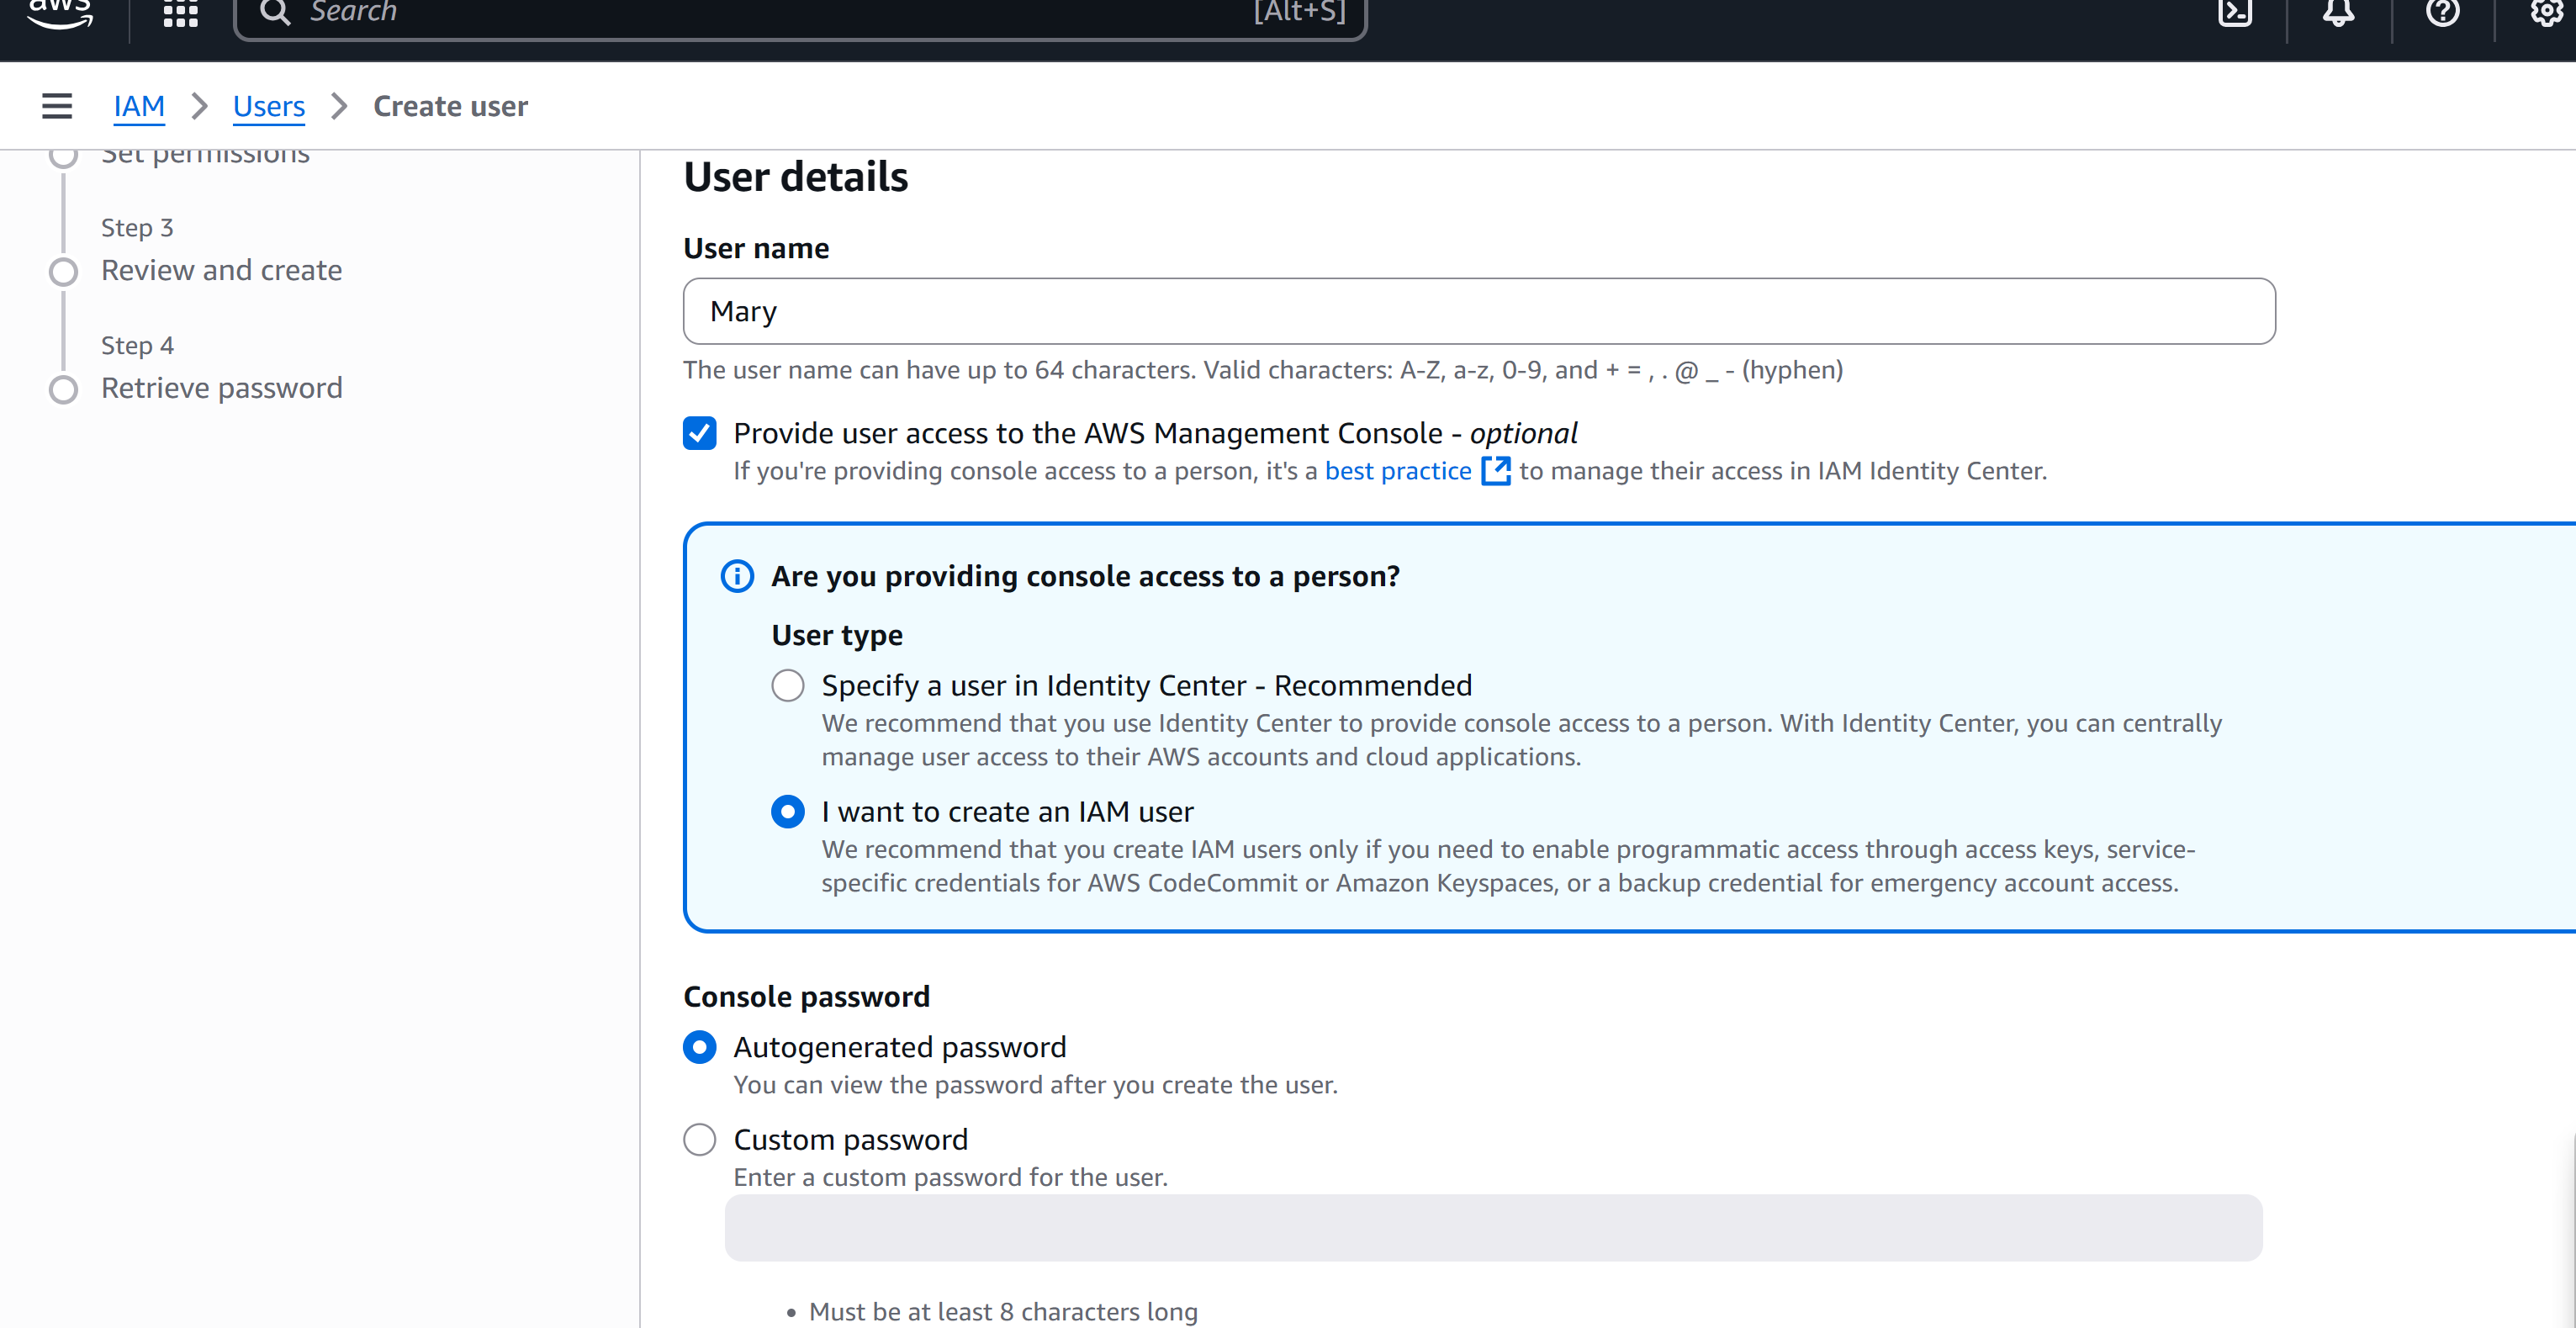 aws
Search
[Alt+S]
IAM
Users
Create user
Set permissions
Step 3
Review and create
Step 4
Retrieve password
User details
User name
Mary
The user name can have up to 64 characters. Valid characters: A-Z, a-z, 0-9, and + = , . @ _ - (hyphen)
Provide user access to the AWS Management Console - optional
If you're providing console access to a person, it's a best practice to manage their access in IAM Identity Center.
Are you providing console access to a person?
User type
Specify a user in Identity Center - Recommended
We recommend that you use Identity Center to provide console access to a person. With Identity Center, you can centrally
manage user access to their AWS accounts and cloud applications.
I want to create an IAM user
We recommend that you create IAM users only if you need to enable programmatic access through access keys, service-
specific credentials for AWS CodeCommit or Amazon Keyspaces, or a backup credential for emergency account access.
Console password
Autogenerated password
You can view the password after you create the user.
Custom password
Enter a custom password for the user.
• Must be at least 8 characters long